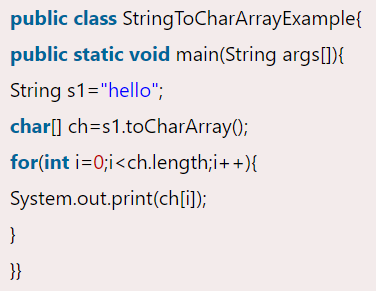 public class StringToCharArrayExample{
public static void main(String args[]){
String s1="hello";
char[] ch=s1.toCharArray();
for(int i=0;i<ch.length;i++){
System.out.print(ch[i]);
}
}}